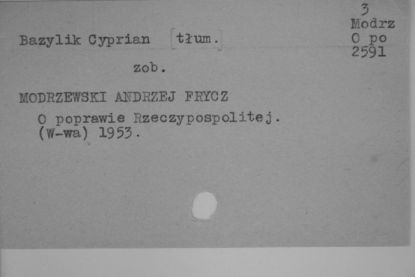 3
Modrz
Bazylik Cyprian [tłum.] O po
2591
zob.
MODRZEWSKI ANDRZEJ FRYCZ
O poprawie Rzeczypospolitej.
(W-wa) 1953.